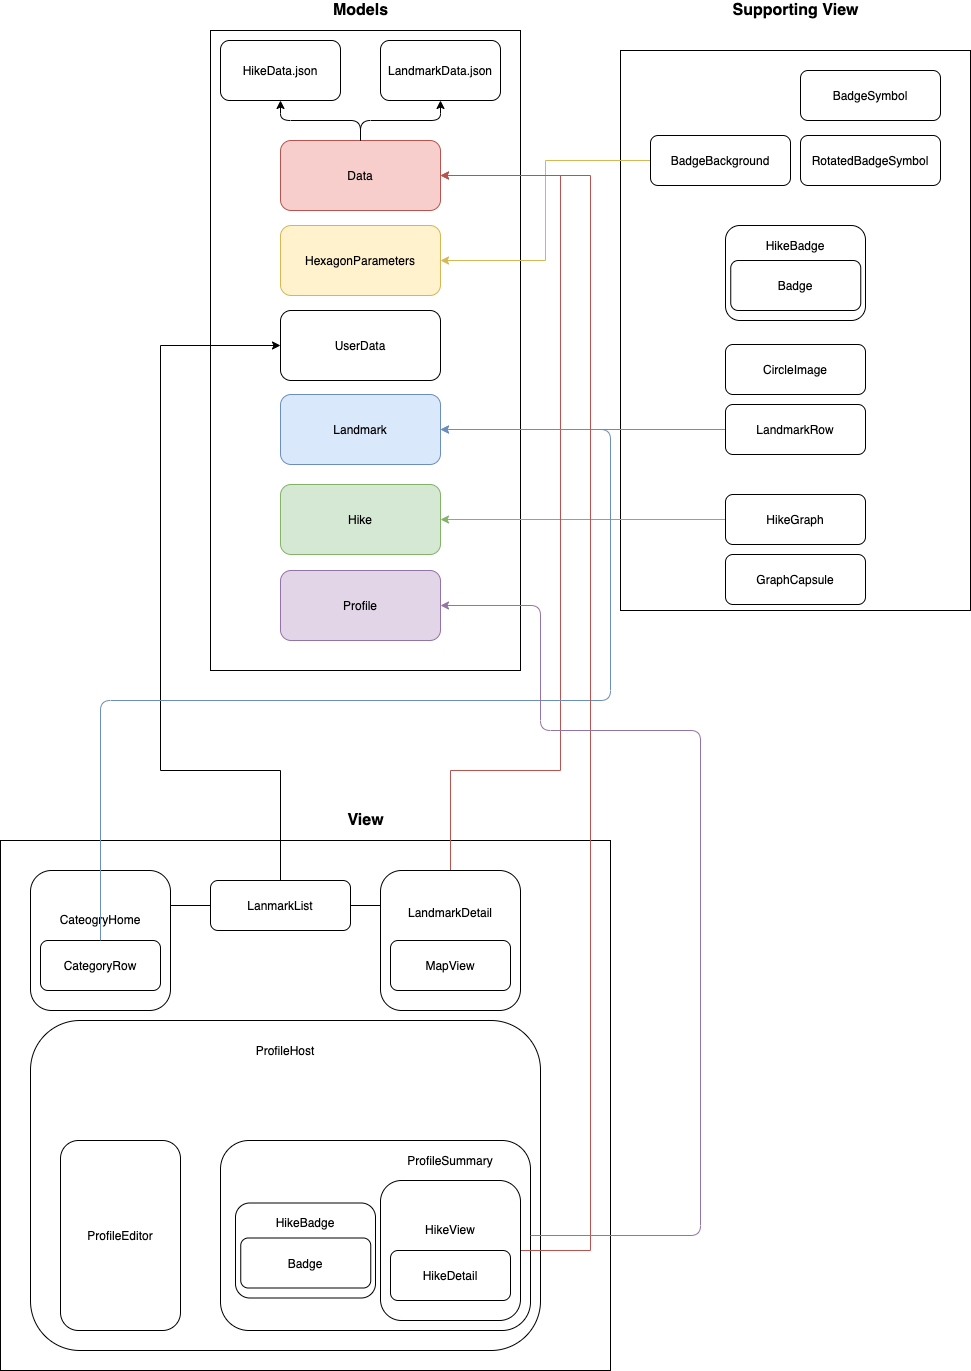 Models
Supporting View
HikeData.json
LandmarkData.json
BadgeSymbol
Data
BadgeBackground
RotatedBadgeSymbol
HexagonParameters
HikeBadge
Badge
UserData
CircleImage
Landmark
LandmarkRow
Hike
HikeGraph
GraphCapsule
Profile
View
CateogryHome
LanmarkList
LandmarkDetail
CategoryRow
MapView
ProfileHost
ProfileSummary
HikeBadge
HikeView
ProfileEditor
Badge
HikeDetail